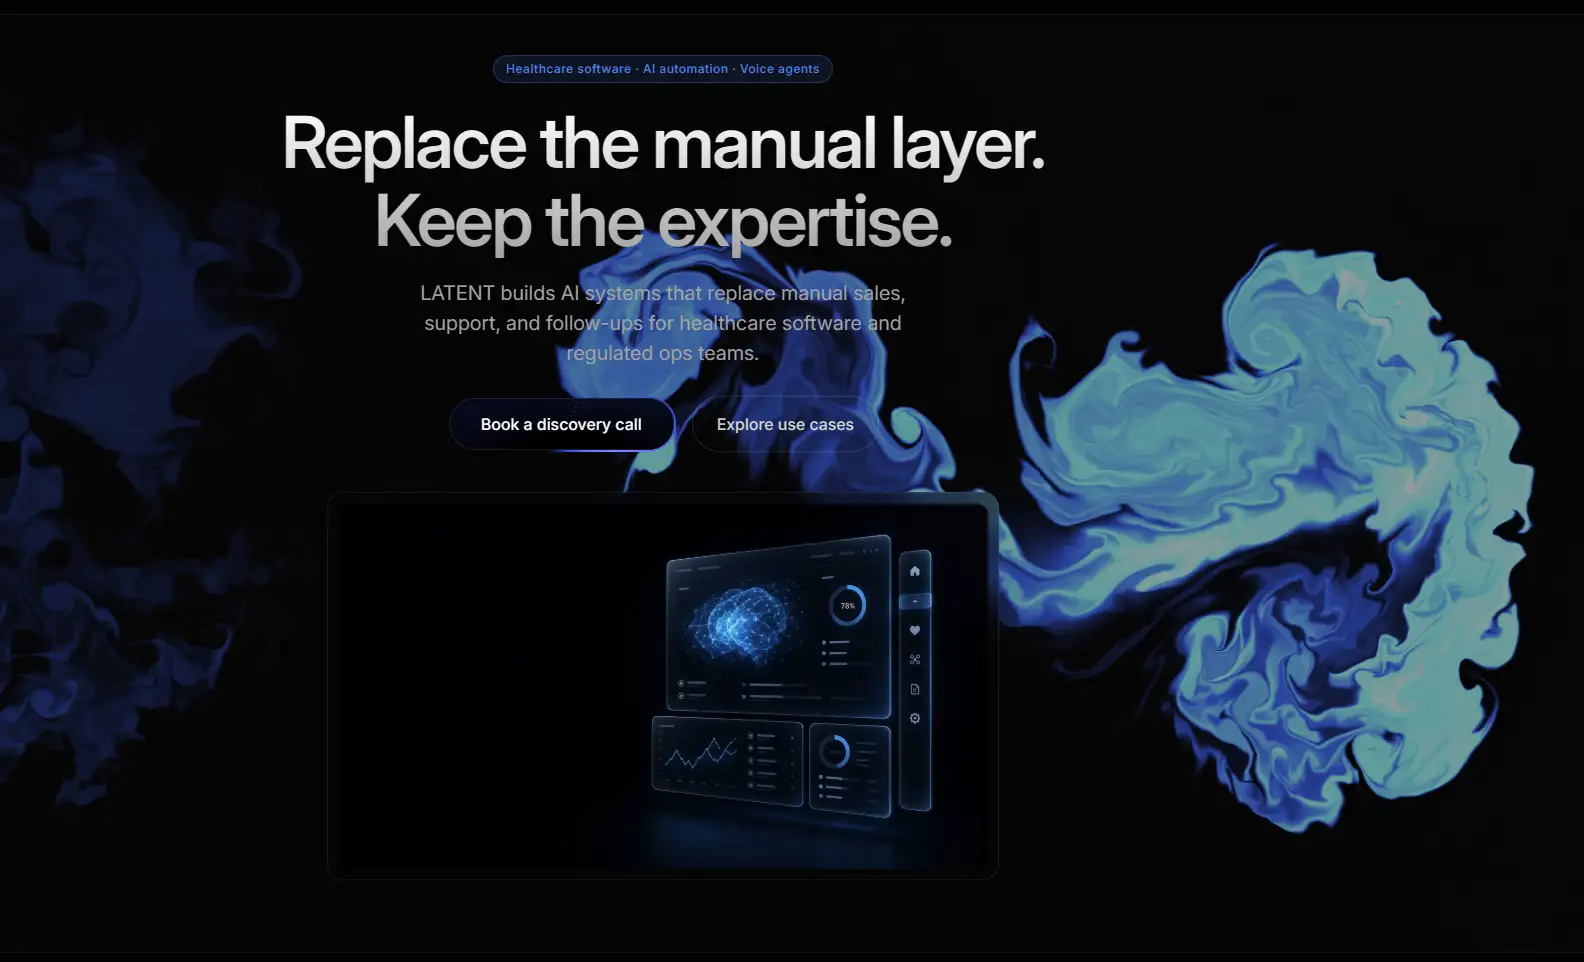 Healthcare software · AI automation · Voice agents
Replace the manual layer.
Keep the expertise.
LATENT builds AI systems that replace manual sales,
support, and follow-ups for healthcare software and
regulated ops teams.
Book a discovery call
Explore use cases
78%